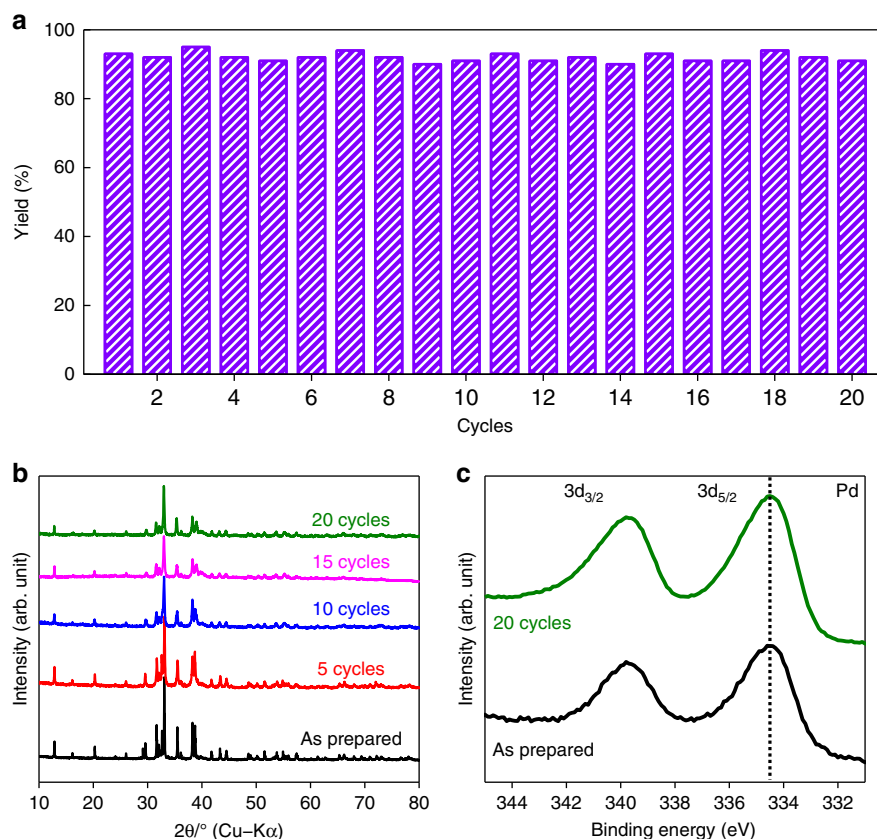 a
100
80
60
40
20
0
Yield (%)
2 4 6 8 10 12 14 16 18 20
Cycles
b
20 cycles
15 cycles
10 cycles
5 cycles
As prepared
Intensity (arb. unit)
10 20 30 40 50 60 70 80
2θ/° (Cu–Kα)
c
3d3/2 3d5/2 Pd
20 cycles
As prepared
Intensity (arb. unit)
344 342 340 338 336 334 332
Binding energy (eV)